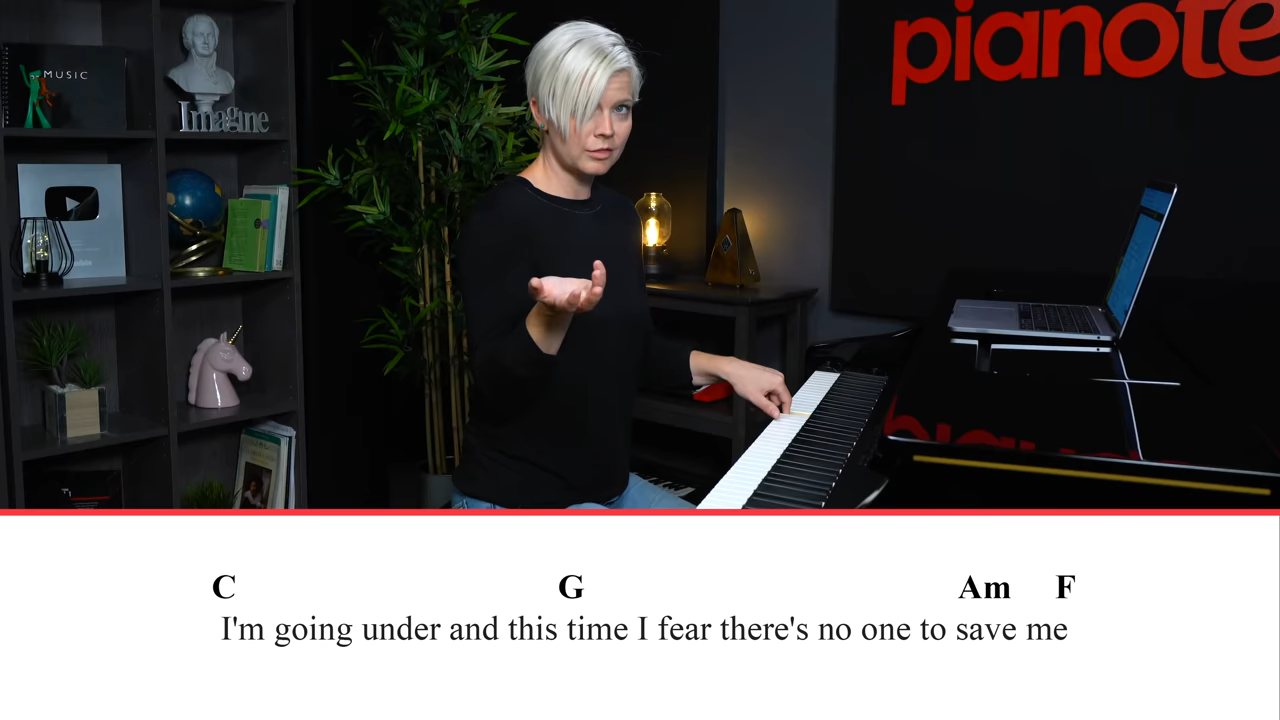 pianote
MUSIC
Imagine
C G Am F
I'm going under and this time I fear there's no one to save me